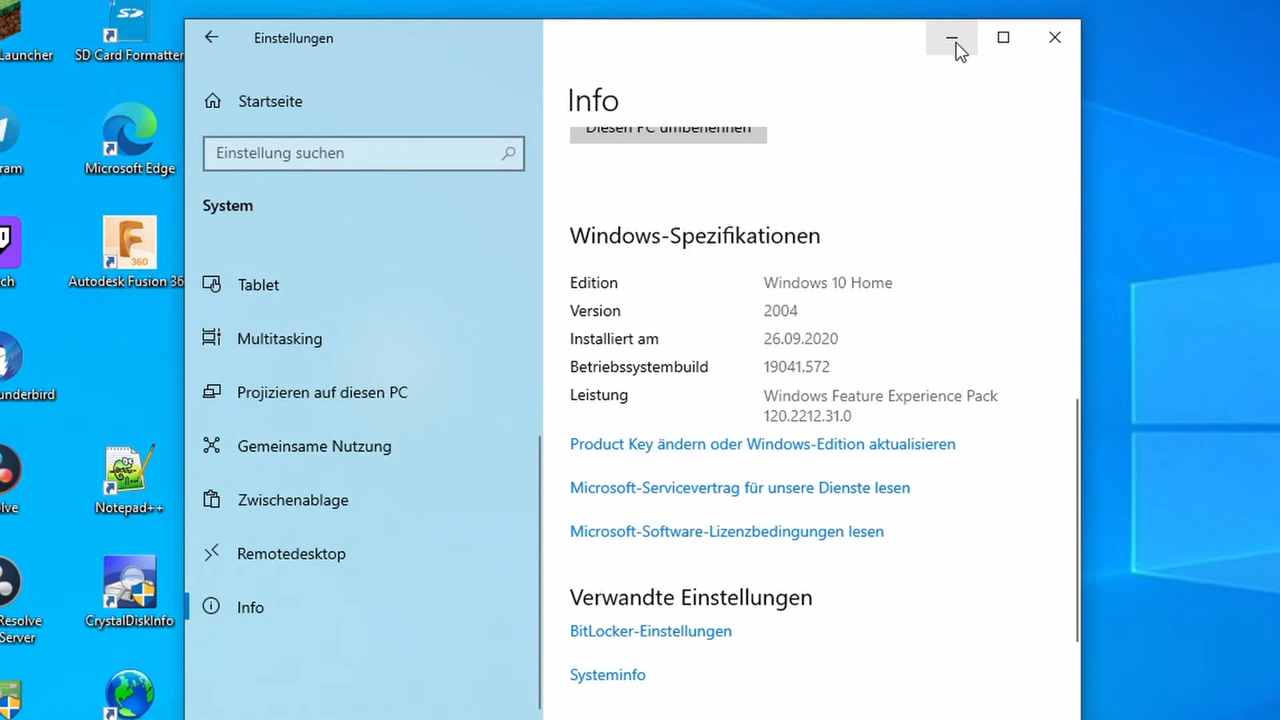 Launcher
SD Card Formatter
Microsoft Edge
ram
Autodesk Fusion 36
ch
underbird
Notepad++
lve
CrystalDiskInfo
Resolve
Server
Einstellungen
Startseite
Einstellung suchen
System
Tablet
Multitasking
Projizieren auf diesen PC
Gemeinsame Nutzung
Zwischenablage
Remotedesktop
Info
Info
Diesen PC umbenennen
Windows-Spezifikationen
Edition Windows 10 Home
Version 2004
Installiert am 26.09.2020
Betriebssystembuild 19041.572
Leistung Windows Feature Experience Pack
120.2212.31.0
Product Key ändern oder Windows-Edition aktualisieren
Microsoft-Servicevertrag für unsere Dienste lesen
Microsoft-Software-Lizenzbedingungen lesen
Verwandte Einstellungen
BitLocker-Einstellungen
Systeminfo